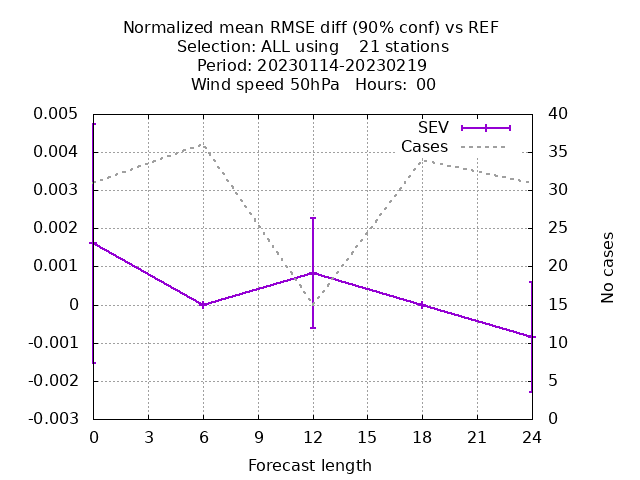 Normalized mean RMSE diff (90% conf) vs REF
Selection: ALL using    21 stations
Period: 20230114-20230219
Wind speed 50hPa   Hours:  00
SEV
Cases
0.005
0.004
0.003
0.002
0.001
0
-0.001
-0.002
-0.003
40
35
30
25
20
15
10
5
0
No cases
0 3 6 9 12 15 18 21 24
Forecast length